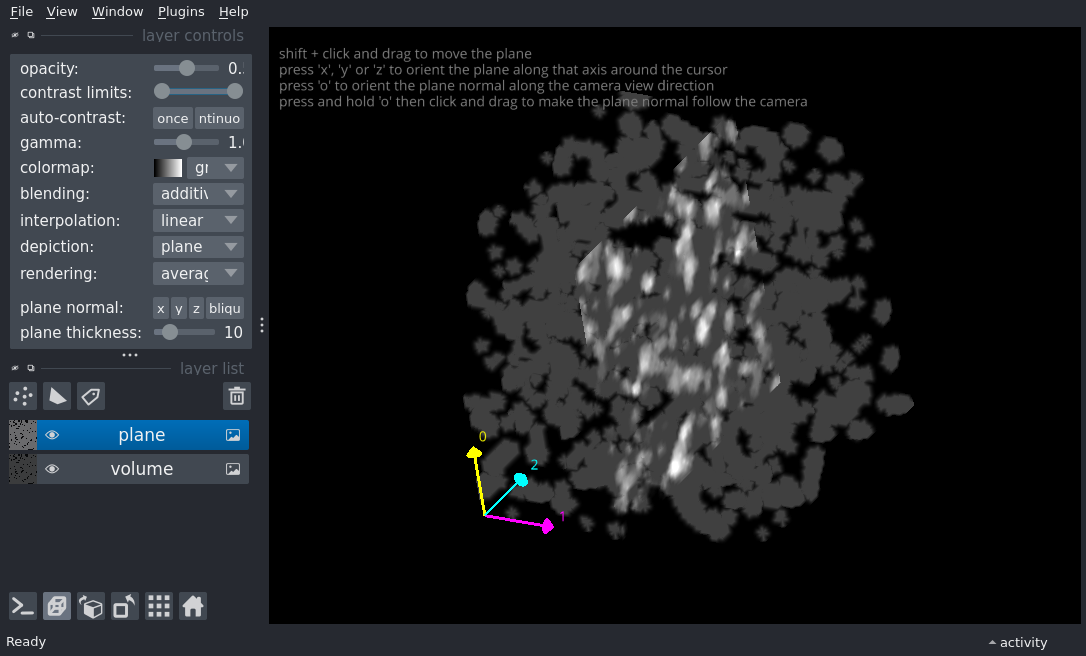 File View Window Plugins Help
layer controls
opacity: 0.
contrast limits:
auto-contrast: once ntinuo
gamma: 1.
colormap: gr
blending: additiv
interpolation: linear
depiction: plane
rendering: averag
plane normal: x y z bliqu
plane thickness: 10
layer list
plane
volume
shift + click and drag to move the plane
press 'x', 'y' or 'z' to orient the plane along that axis around the cursor
press 'o' to orient the plane normal along the camera view direction
press and hold 'o' then click and drag to make the plane normal follow the camera
0
2
1
Ready
activity